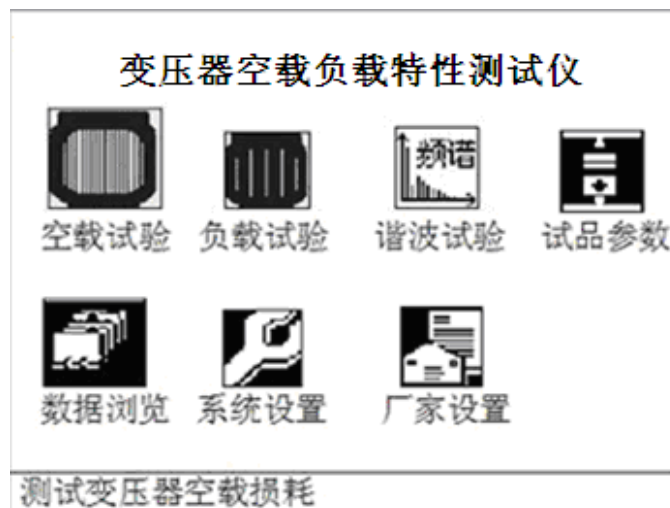 变压器空载负载特性测试仪
频谱
空载试验 负载试验 谐波试验 试品参数
数据浏览 系统设置 厂家设置
测试变压器空载损耗